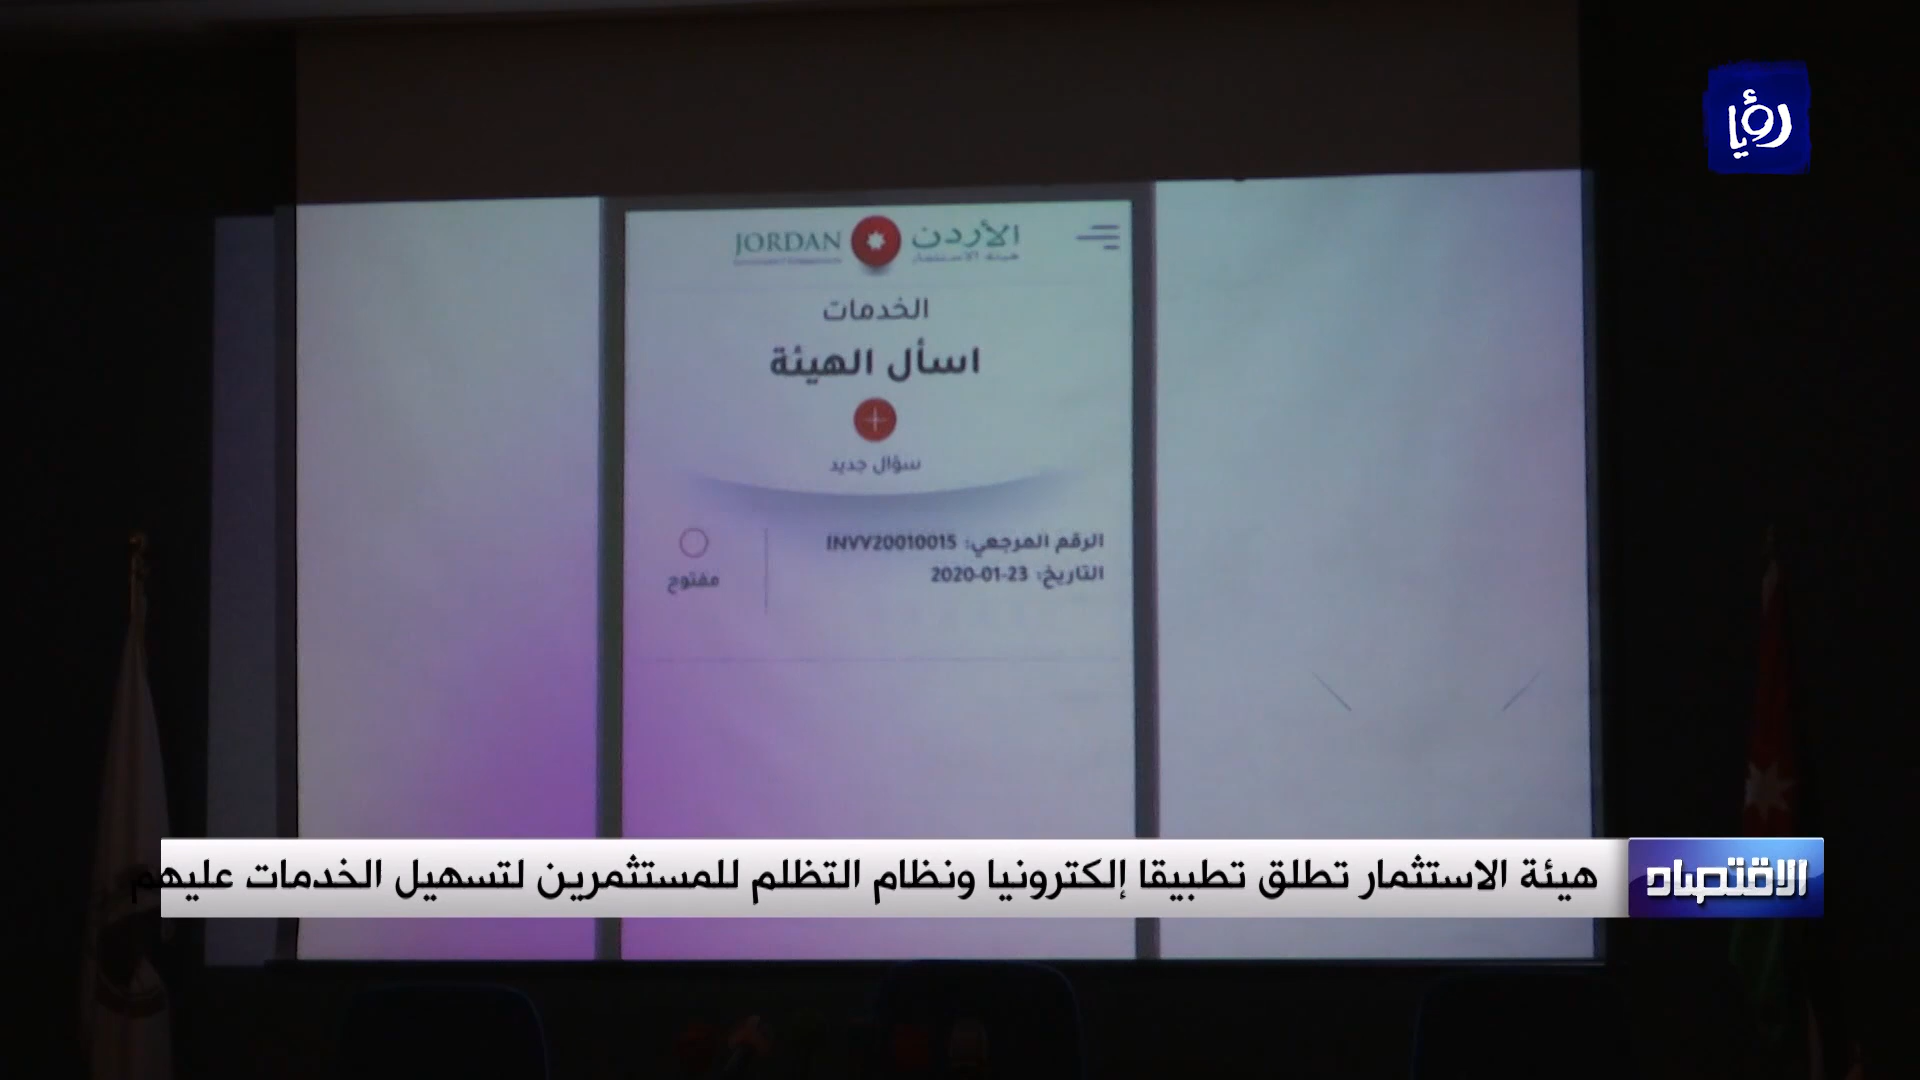 رؤيا
JORDAN الأردن
هيئة الاستثمار
الخدمات
اسأل الهيئة
سؤال جديد
الرقم المرجعي: INVY20010015
التاريخ: 23-01-2020
مفتوح
الاقتصاد
هيئة الاستثمار تطلق تطبيقا إلكترونيا ونظام التظلم للمستثمرين لتسهيل الخدمات عليهم